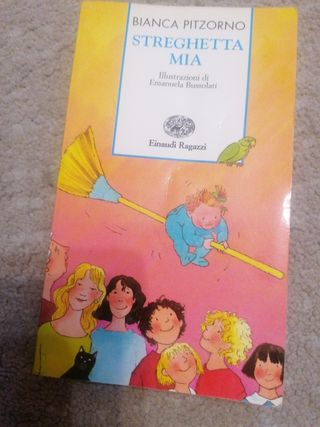 BIANCA PITZORNO
STREGHETTA
MIA
Illustrazioni di
Emanuela Bussolati
Einaudi Ragazzi